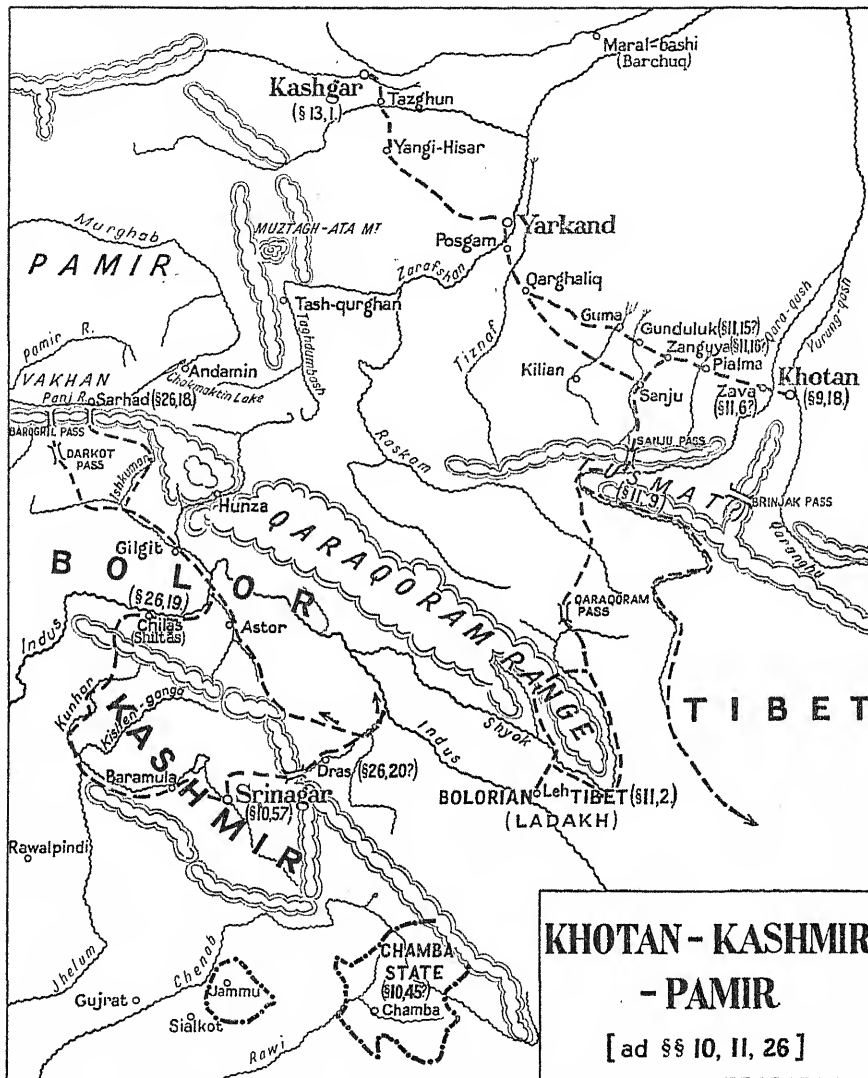 Maral-bashi
(Barchuq)
Kashgar
(§ 13,1.)
Tazghun
Yangi-Hisar
Murghab
MUZTAGH-ATA MT
PAMIR
Yarkand
Posgam
Zarafshan
Qarghaliq
Tash-qurghan
Taghdumbash
Pamir R.
Guma
Gunduluk (§11,15?)
Zanguya (§11,16?)
Pialma
Qara-qash
Yurung-qash
Tiznaf
Kilian
Sanju
Zava
(§11,6?)
Khotan
(§9,18.)
Andamin
Chakmaktin Lake
VAKHAN
Panj R.
Sarhad (§26,18.)
BAROGHIL PASS
DARKOT
PASS
Ishkuman
Raskam
SANJU PASS
SMAT?
(§11,9)
BRINJAK PASS
Qaranghu
Hunza
QARAQORAM RANGE
Gilgit
BOLOR
(§26,19.)
Chilas
(Shiltas)
Indus
Astor
QARAQORAM
PASS
TIBET
Kunhar
Kishen-ganga
KASHMIR
Indus
Shyok
Baramula
Dras (§26,20?)
Srinagar
(§10,57)
BOLORIAN Leh TIBET (§11,2.)
(LADAKH)
Rawalpindi
Jhelum
Chenab
CHAMBA
STATE
(§10,45?)
Jammu
Gujrat
Sialkot
Chamba
Rawi
KHOTAN - KASHMIR
- PAMIR
[ad §§ 10, 11, 26]